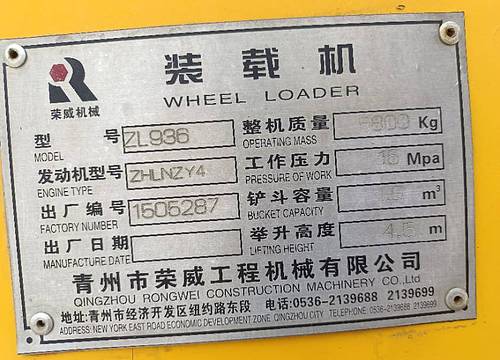 装载机
荣威机械
WHEEL LOADER
型号 ZL936
MODEL
整机质量 Kg
OPERATING MASS
发动机型号 ZHLNZY4
ENGINE TYPE
工作压力 16 Mpa
PRESSURE OF WORK
出厂编号 1505287
FACTORY NUMBER
铲斗容量 m³
BUCKET CAPACITY
出厂日期
MANUFACTURE DATE
举升高度 4.5 m
LIFTING HEIGHT
青州市荣威工程机械有限公司
QINGZHOU RONGWEI CONSTRUCTION MACHINERY CO.,Ltd
地址:青州市经济开发区纽约路东段 电话:0536-2139688 2139699
ADDRESS: NEW YORK EAST ROAD ECONOMIC DEVELOPMENT ZONE. QINGZHOU CITY TELEPHONE: 0536-2139688 2139699